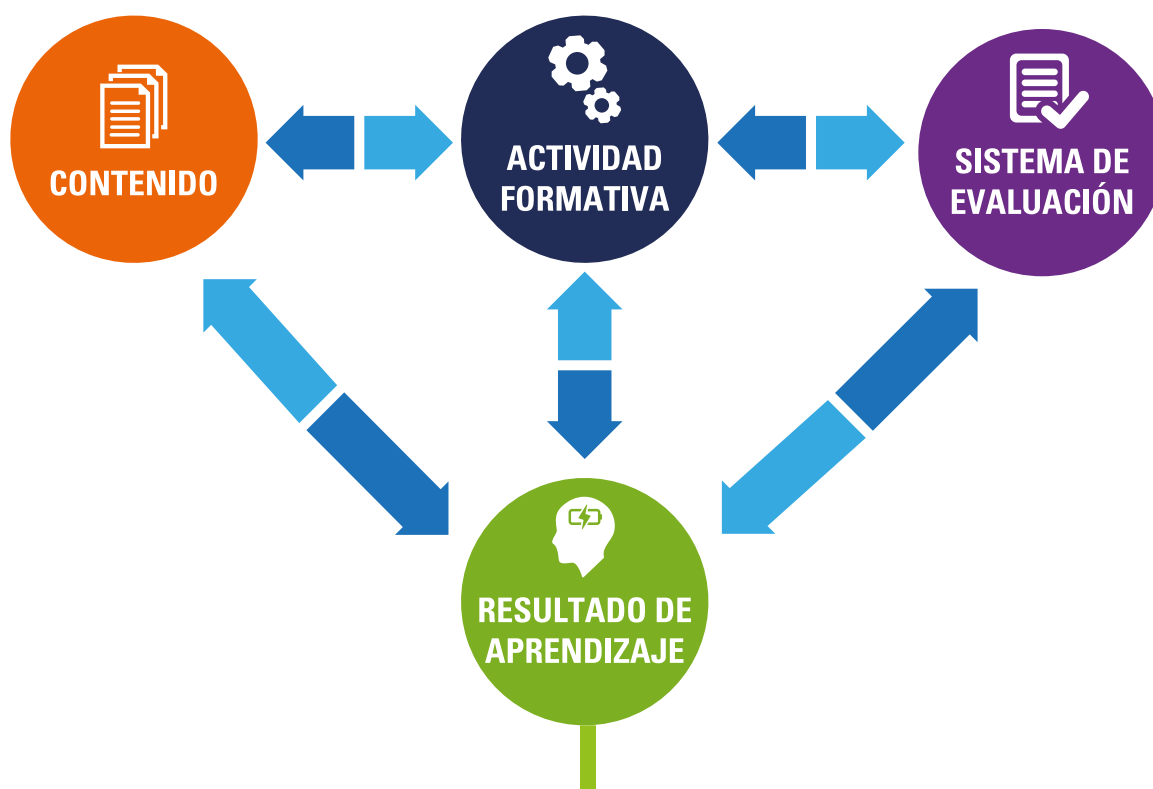 CONTENIDO
ACTIVIDAD
FORMATIVA
SISTEMA DE
EVALUACIÓN
RESULTADO DE
APRENDIZAJE